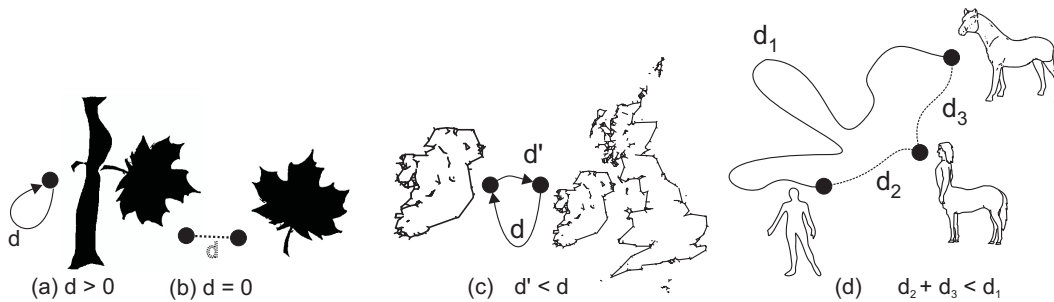 d
(a) d > 0
d
(b) d = 0
d'
d
(c) d' < d
d₁
d₃
d₂
(d) d₂ + d₃ < d₁